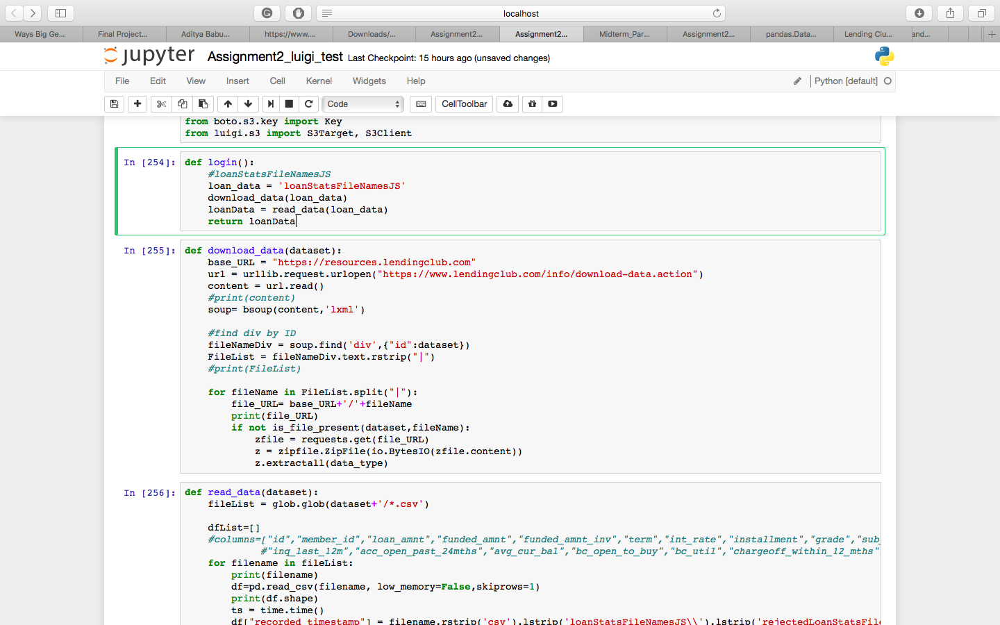 localhost
Ways Big Ge...
Final Project...
Aditya Babu...
https://www....
Downloads/...
Assignment2...
Assignment2...
Midterm_Par...
Assignment2...
pandas.Data...
Lending Clu...
and...
jupyter Assignment2_luigi_test Last Checkpoint: 15 hours ago (unsaved changes)
File Edit View Insert Cell Kernel Widgets Help Python [default]
Code CellToolbar
from boto.s3.key import Key
from luigi.s3 import S3Target, S3Client
In [254]: def login():
    #loanStatsFileNamesJS
    loan_data = 'loanStatsFileNamesJS'
    download_data(loan_data)
    loanData = read_data(loan_data)
    return loanData
In [255]: def download_data(dataset):
    base_URL = "https://resources.lendingclub.com"
    url = urllib.request.urlopen("https://www.lendingclub.com/info/download-data.action")
    content = url.read()
    #print(content)
    soup= bsoup(content,'lxml')
    #find div by ID
    fileNameDiv = soup.find('div',{"id":dataset})
    FileList = fileNameDiv.text.rstrip("|")
    #print(FileList)
    for fileName in FileList.split("|"):
        file_URL= base_URL+'/'+fileName
        print(file_URL)
        if not is_file_present(dataset,fileName):
            zfile = requests.get(file_URL)
            z = zipfile.ZipFile(io.BytesIO(zfile.content))
            z.extractall(data_type)
In [256]: def read_data(dataset):
    fileList = glob.glob(dataset+'/*.csv')
    dfList=[]
    #columns=["id","member_id","loan_amnt","funded_amnt","funded_amnt_inv","term","int_rate","installment","grade","sub_
             #"inq_last_12m","acc_open_past_24mths","avg_cur_bal","bc_open_to_buy","bc_util","chargeoff_within_12_mths"
    for filename in fileList:
        print(filename)
        df=pd.read_csv(filename, low_memory=False,skiprows=1)
        print(df.shape)
        ts = time.time()
        df["recorded_timestamp"] = filename.rstrip('csv').lstrip('loanStatsFileNamesJS\\').lstrip('rejectedLoanStatsFile